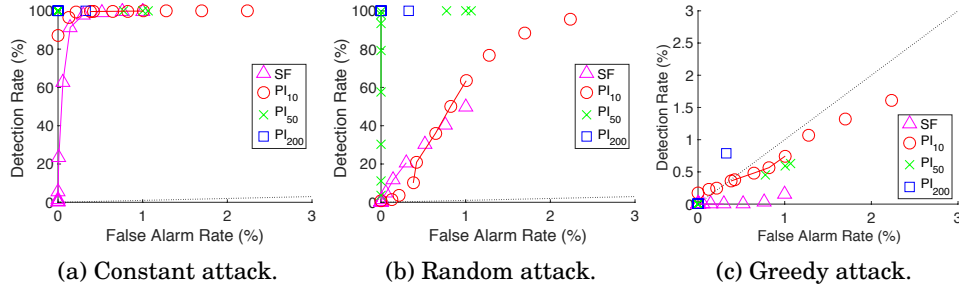 100
80
60
40
20
0
0 1 2 3
Detection Rate (%)
False Alarm Rate (%)
SF
PI10
PI50
PI200
(a) Constant attack.
100
80
60
40
20
0
0 1 2 3
Detection Rate (%)
False Alarm Rate (%)
SF
PI10
PI50
PI200
(b) Random attack.
3
2.5
2
1.5
1
0.5
0
0 1 2 3
Detection Rate (%)
False Alarm Rate (%)
SF
PI10
PI50
PI200
(c) Greedy attack.